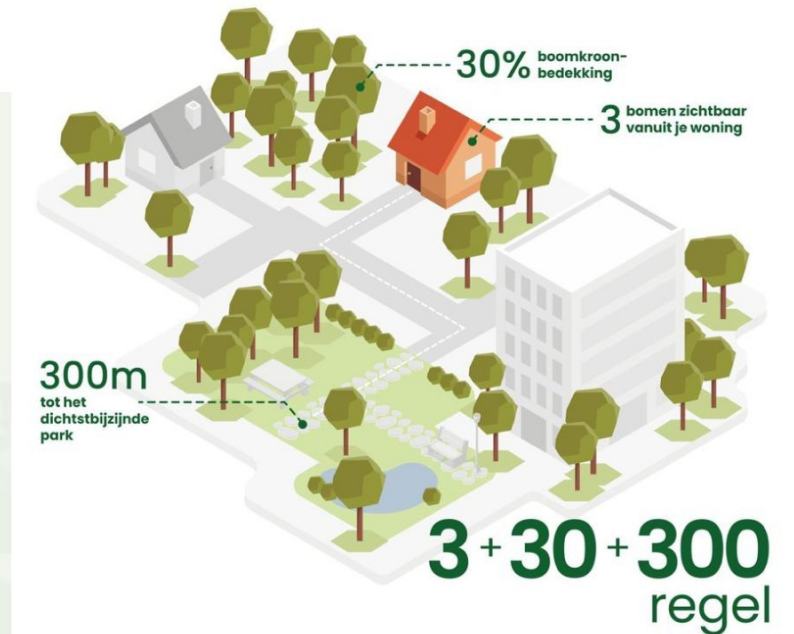 30% boomkroon-
bedekking
3 bomen zichtbaar
vanuit je woning
300m
tot het
dichtstbijzijnde
park
3+30+300
regel